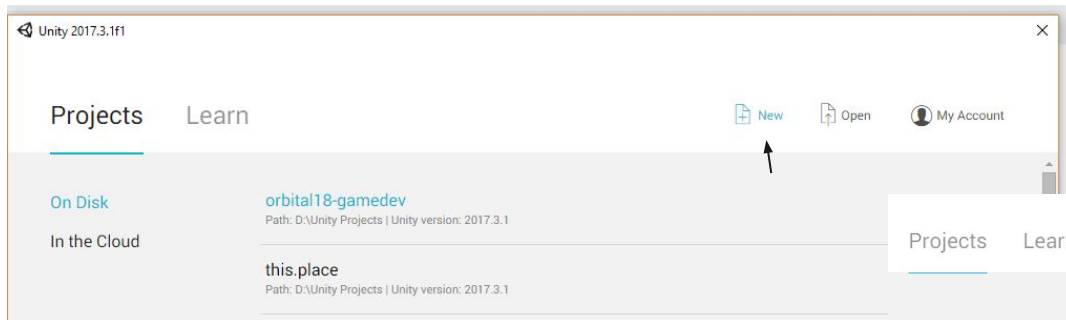 Unity 2017.3.1f1
Projects Learn New Open My Account
On Disk
In the Cloud
orbital18-gamedev
Path: D:\Unity Projects | Unity version: 2017.3.1
this.place
Path: D:\Unity Projects | Unity version: 2017.3.1
Projects Lear